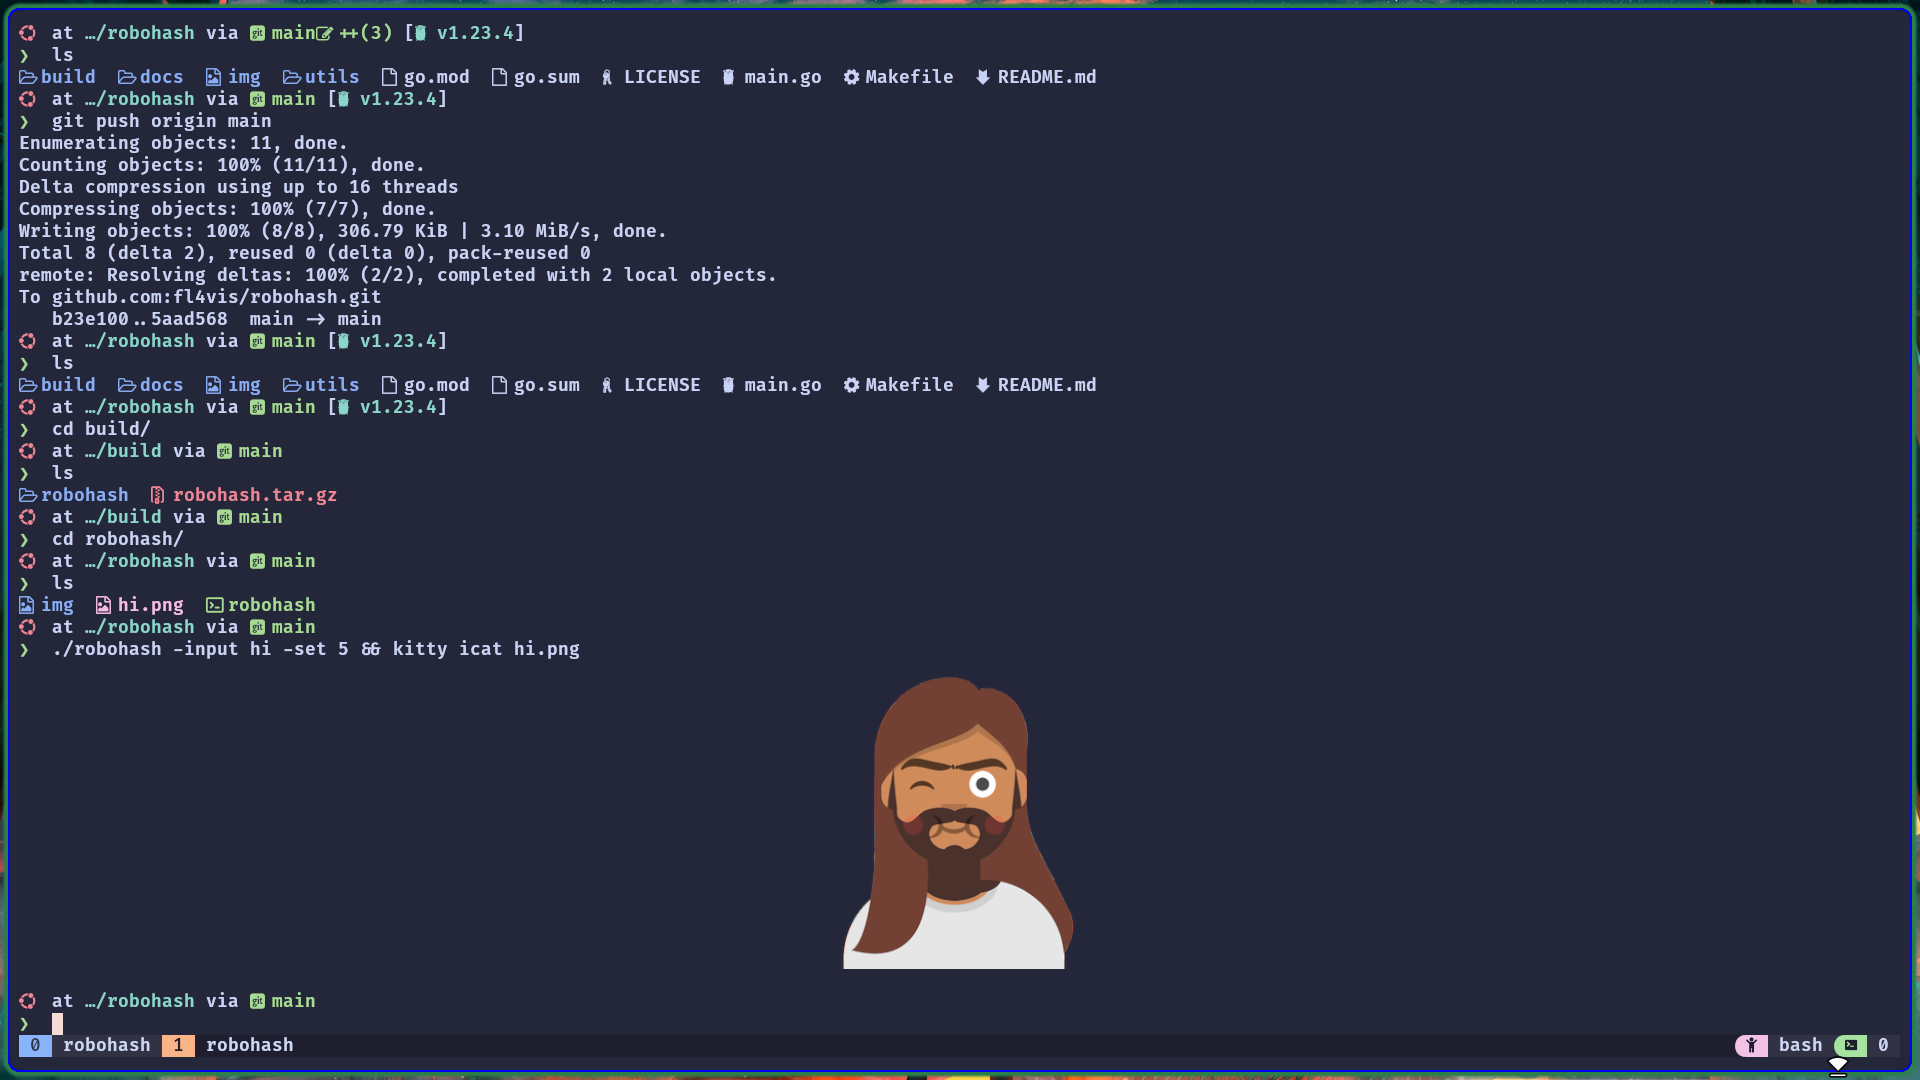 at …/robohash via git main ++(3) [ v1.23.4]
❯ ls
build docs img utils go.mod go.sum LICENSE main.go Makefile README.md
at …/robohash via git main [ v1.23.4]
❯ git push origin main
Enumerating objects: 11, done.
Counting objects: 100% (11/11), done.
Delta compression using up to 16 threads
Compressing objects: 100% (7/7), done.
Writing objects: 100% (8/8), 306.79 KiB | 3.10 MiB/s, done.
Total 8 (delta 2), reused 0 (delta 0), pack-reused 0
remote: Resolving deltas: 100% (2/2), completed with 2 local objects.
To github.com:fl4vis/robohash.git
b23e100..5aad568 main -> main
at …/robohash via git main [ v1.23.4]
❯ ls
build docs img utils go.mod go.sum LICENSE main.go Makefile README.md
at …/robohash via git main [ v1.23.4]
❯ cd build/
at …/build via git main
❯ ls
robohash robohash.tar.gz
at …/build via git main
❯ cd robohash/
at …/robohash via git main
❯ ls
img hi.png robohash
at …/robohash via git main
❯ ./robohash -input hi -set 5 && kitty icat hi.png
at …/robohash via git main
❯
0 robohash 1 robohash bash 0